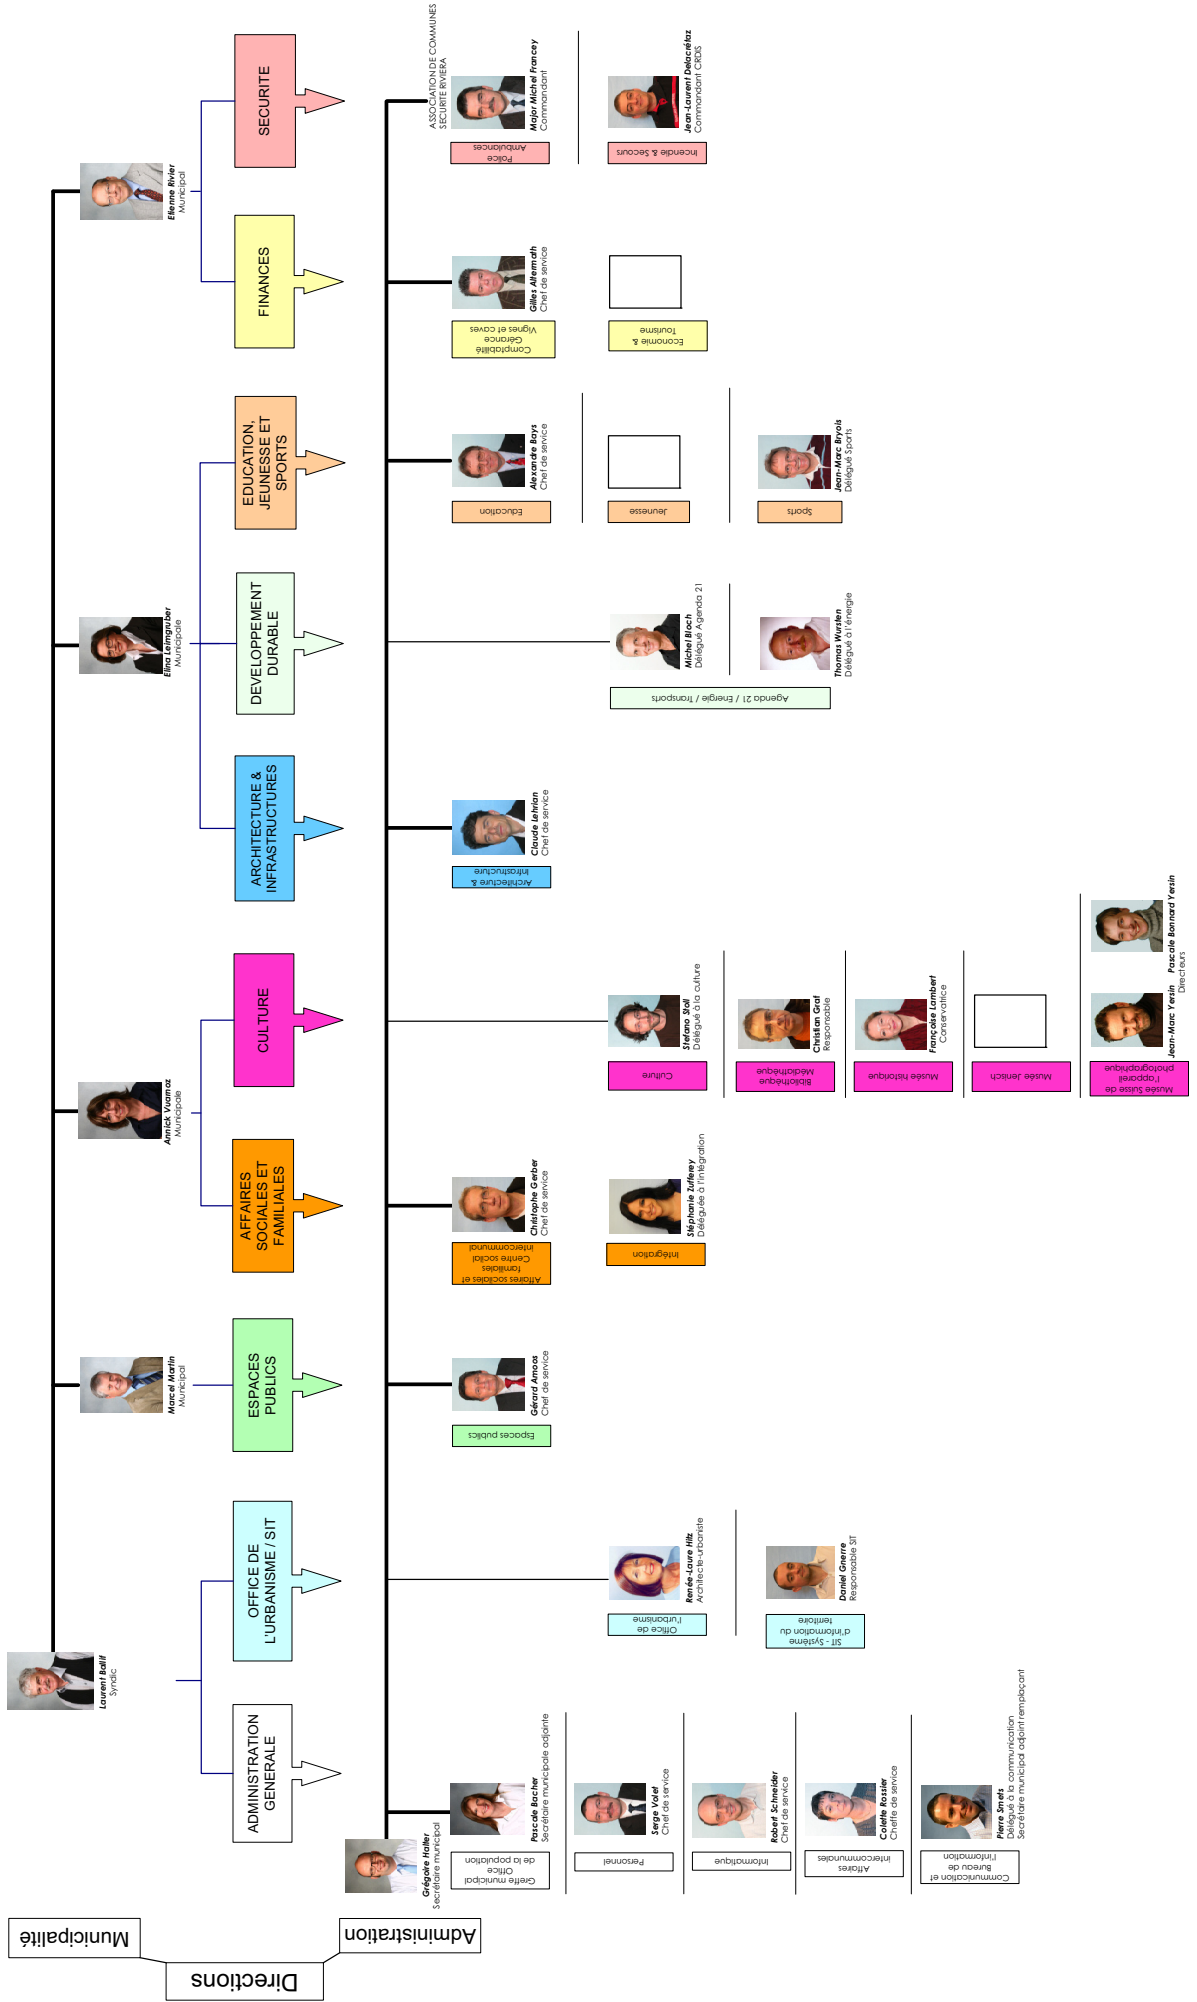 Municipalité
Directions
Administration
Laurent Ballif
Syndic
Marcel Martin
Municipal
Annick Vuarnoz
Municipale
Elina Leimgruber
Municipale
Etienne Rivier
Municipal
ADMINISTRATION
GENERALE
OFFICE DE
L'URBANISME / SIT
ESPACES
PUBLICS
AFFAIRES
SOCIALES ET
FAMILIALES
CULTURE
ARCHITECTURE &
INFRASTRUCTURES
DEVELOPPEMENT
DURABLE
EDUCATION,
JEUNESSE ET
SPORTS
FINANCES
SECURITE
Grégoire Halter
Secrétaire municipal
Greffe municipal
Office
de la population
Pascale Bacher
Secrétaire municipale adjointe
Personnel
Serge Volet
Chef de service
Informatique
Robert Schneider
Chef de service
Affaires
intercommunales
Colette Rossier
Cheffe de service
Communication et
Bureau de
l'information
Pierre Smets
Délégué à la communication
Secrétaire municipal adjoint remplaçant
Office de
l'urbanisme
Renée-Laure Hitz
Architecte-urbaniste
SIT - Système
d'information du
territoire
Daniel Gnerre
Responsable SIT
Espaces publics
Gérard Amoos
Chef de service
Affaires socilales et
familiales
Centre social
intercommunal
Christophe Gerber
Chef de service
Intégration
Stéphanie Zufferey
Déléguée à l'intégration
Culture
Stefano Stoll
Délégué à la culture
Bibliothèque
Médiathèque
Christian Graf
Responsable
Musée historique
Françoise Lambert
Conservatrice
Musée Jenisch
Musée Suisse de
l'appareil
photographique
Jean-Marc Yersin Pascale Bonnard Yersin
Directeurs
Architecture &
Infrastructure
Claude Lehrian
Chef de service
Agenda 21 / Energie / Transports
Michel Bloch
Délégué Agenda 21
Thomas Wursten
Délégué à l'énergie
Education
Alexandre Bays
Chef de service
Jeunesse
Sports
Jean-Marc Bryois
Délégué Sports
Comptabilité
Gérance
Vignes et caves
Gilles Altermath
Chef de service
Economie &
Tourisme
ASSOCIATION DE COMMUNES
SECURITE RIVIERA
Police
Ambulances
Major Michel Francey
Commandant
Incendie & Secours
Jean-Laurent Delacrétaz
Commandant CRDIS